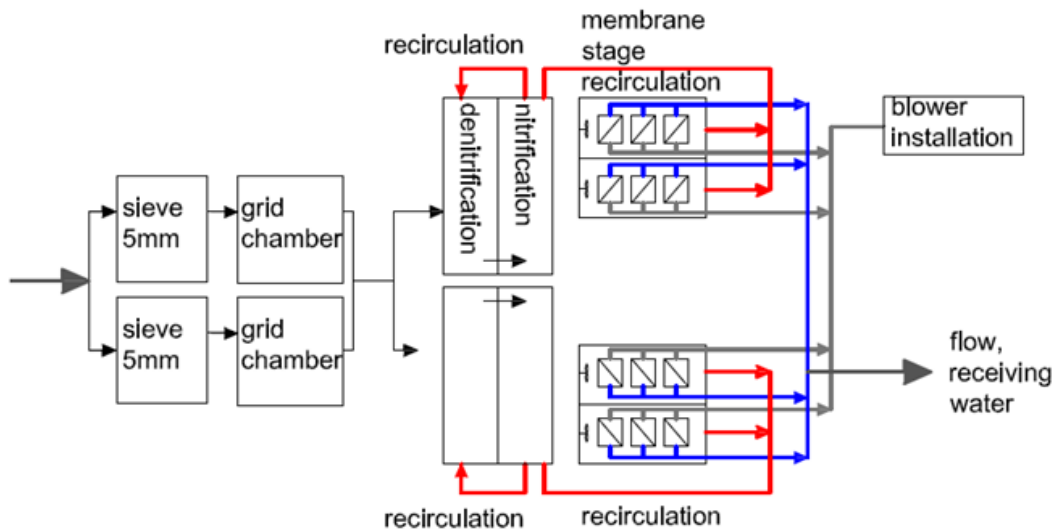 membrane
stage
recirculation
recirculation
denitrification
nitrification
blower
installation
sieve
5mm
grid
chamber
sieve
5mm
grid
chamber
flow,
receiving
water
recirculation
recirculation